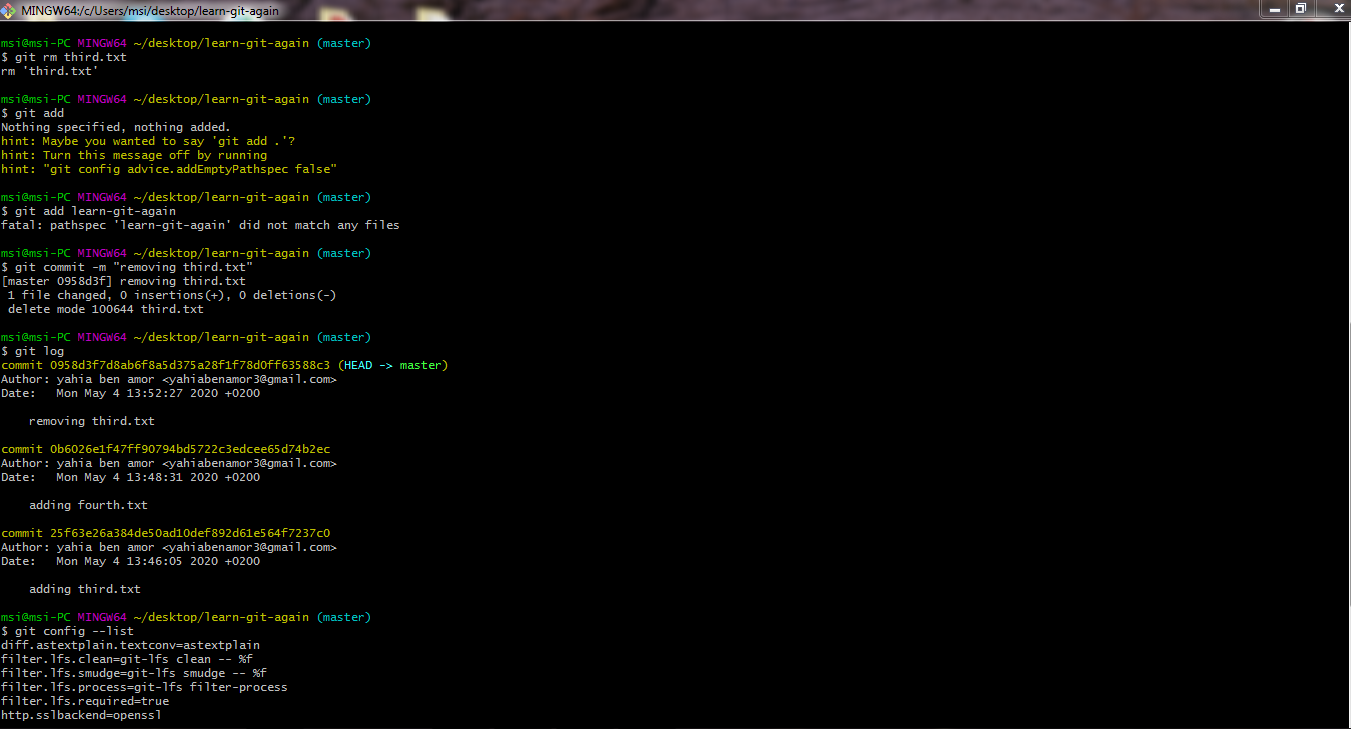 MINGW64:/c/Users/msi/desktop/learn-git-again
msi@msi-PC MINGW64 ~/desktop/learn-git-again (master)
$ git rm third.txt
rm 'third.txt'
msi@msi-PC MINGW64 ~/desktop/learn-git-again (master)
$ git add
Nothing specified, nothing added.
hint: Maybe you wanted to say 'git add .'?
hint: Turn this message off by running
hint: "git config advice.addEmptyPathspec false"
msi@msi-PC MINGW64 ~/desktop/learn-git-again (master)
$ git add learn-git-again
fatal: pathspec 'learn-git-again' did not match any files
msi@msi-PC MINGW64 ~/desktop/learn-git-again (master)
$ git commit -m "removing third.txt"
[master 0958d3f] removing third.txt
 1 file changed, 0 insertions(+), 0 deletions(-)
 delete mode 100644 third.txt
msi@msi-PC MINGW64 ~/desktop/learn-git-again (master)
$ git log
commit 0958d3f7d8ab6f8a5d375a28f1f78d0ff63588c3 (HEAD -> master)
Author: yahia ben amor <yahiabenamor3@gmail.com>
Date:   Mon May 4 13:52:27 2020 +0200
    removing third.txt
commit 0b6026e1f47ff90794bd5722c3edcee65d74b2ec
Author: yahia ben amor <yahiabenamor3@gmail.com>
Date:   Mon May 4 13:48:31 2020 +0200
    adding fourth.txt
commit 25f63e26a384de50ad10def892d61e564f7237c0
Author: yahia ben amor <yahiabenamor3@gmail.com>
Date:   Mon May 4 13:46:05 2020 +0200
    adding third.txt
msi@msi-PC MINGW64 ~/desktop/learn-git-again (master)
$ git config --list
diff.astextplain.textconv=astextplain
filter.lfs.clean=git-lfs clean -- %f
filter.lfs.smudge=git-lfs smudge -- %f
filter.lfs.process=git-lfs filter-process
filter.lfs.required=true
http.sslbackend=openssl